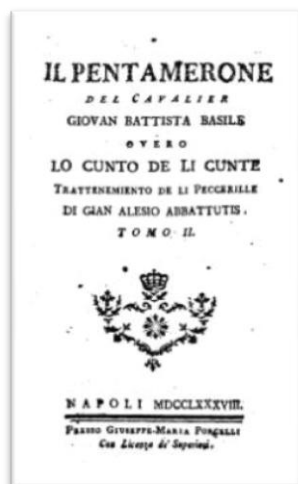 IL PENTAMERONE
DEL CAVALIER
GIOVAN BATTISTA BASILE
OVERO
LO CUNTO DE LI CUNTE
TRATTENEMIENTO DE LI PECCERILLE
DI GIAN ALESIO ABBATTUTIS.
TOMO II.
NAPOLI MDCCLXXXVIII.
PRESSO GIUSEPPE-MARIA PORCELLI
Con Licenza de' Superiori.